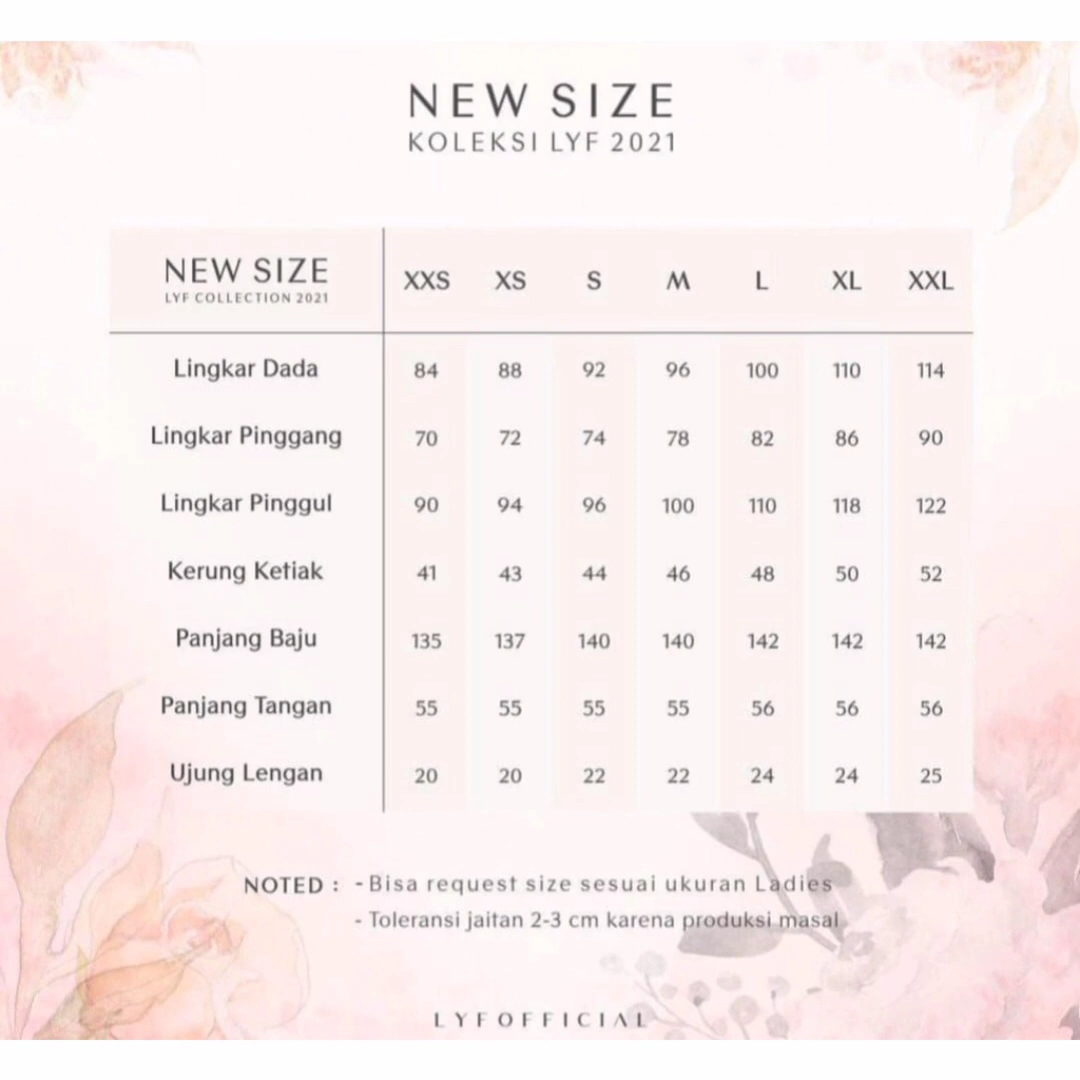 NEW SIZE
KOLEKSI LYF 2021
NEW SIZE XXS XS S M L XL XXL
LYF COLLECTION 2021
Lingkar Dada 84 88 92 96 100 110 114
Lingkar Pinggang 70 72 74 78 82 86 90
Lingkar Pinggul 90 94 96 100 110 118 122
Kerung Ketiak 41 43 44 46 48 50 52
Panjang Baju 135 137 140 140 142 142 142
Panjang Tangan 55 55 55 55 56 56 56
Ujung Lengan 20 20 22 22 24 24 25
NOTED : - Bisa request size sesuai ukuran Ladies
- Toleransi jaitan 2-3 cm karena produksi masal
LYFOFFICIAL